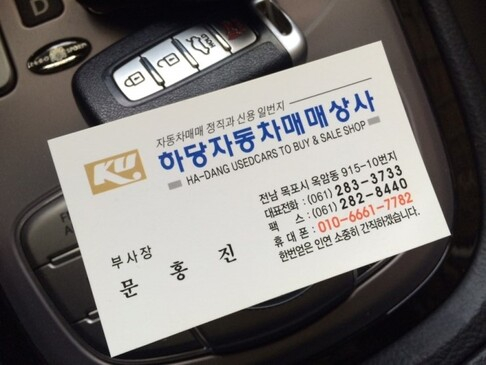 자동차매매 정직과 신용 일번지
KU.
하당자동차매매상사
HA-DANG USEDCARS TO BUY & SALE SHOP
전남 목포시 옥암동 915-10번지
대표전화 : (061) 283-3733
팩 스 : (061) 282-8440
휴 대 폰 : 010-6661-7782
한번얻은 인연 소중히 간직하겠습니다.
부사장
문 홍 진
D